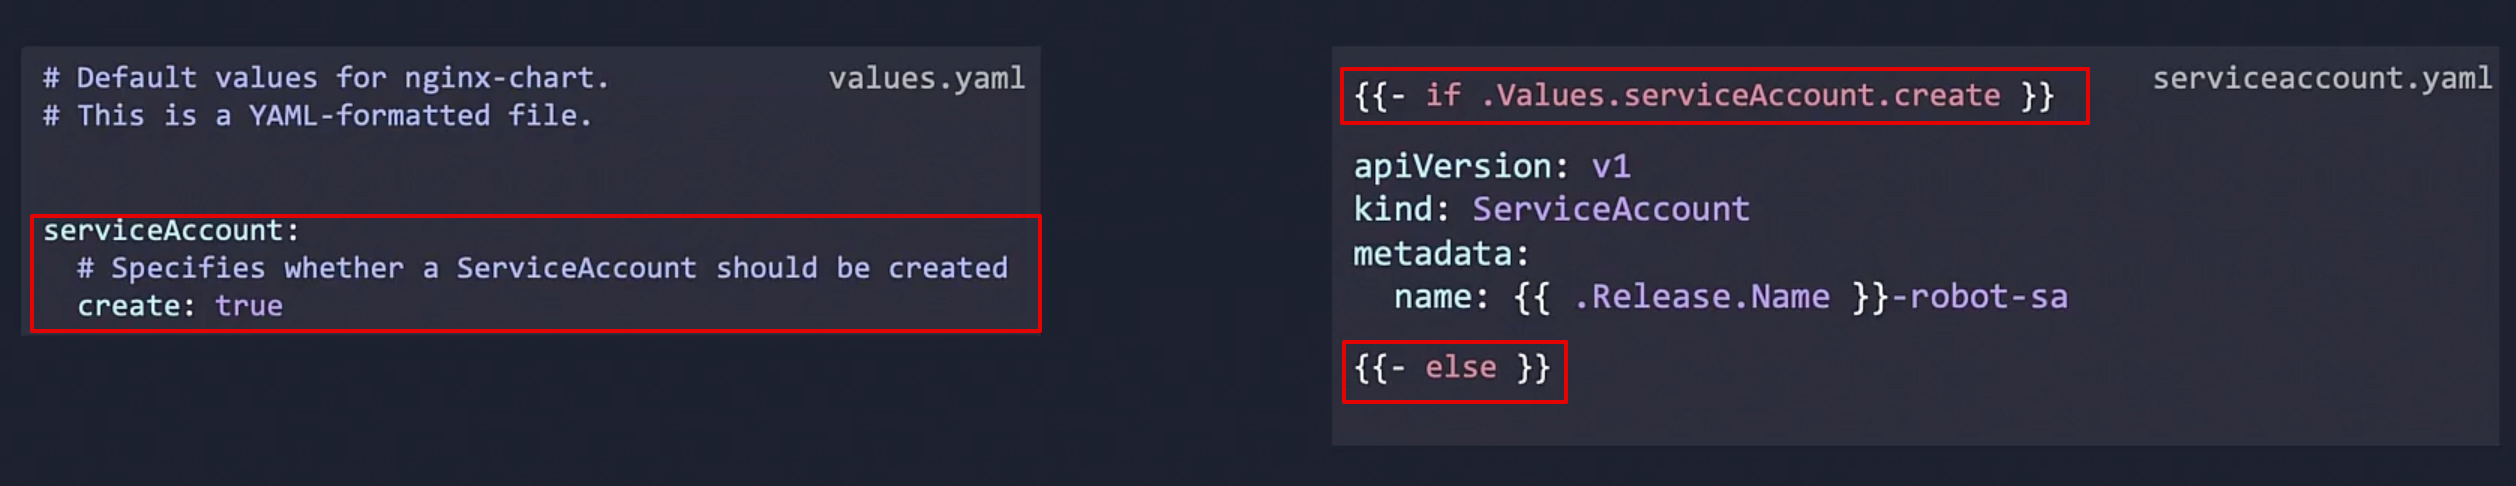 # Default values for nginx-chart.
values.yaml
# This is a YAML-formatted file.
serviceAccount:
# Specifies whether a ServiceAccount should be created
create: true
serviceaccount.yaml
{{- if .Values.serviceAccount.create }}
apiVersion: v1
kind: ServiceAccount
metadata:
name: {{ .Release.Name }}-robot-sa
{{- else }}